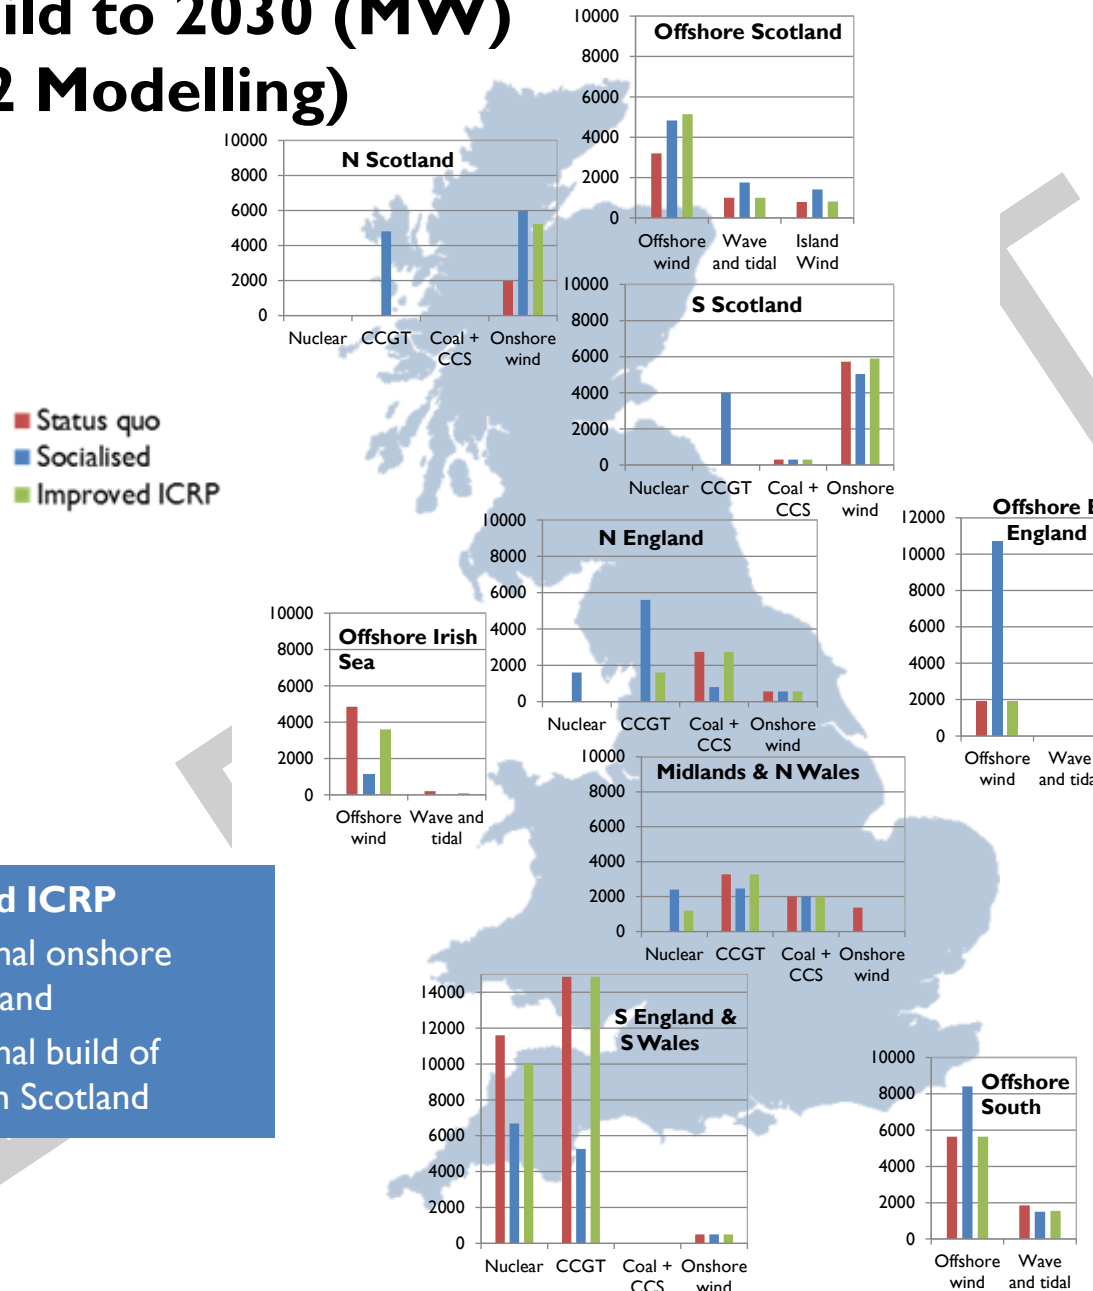 ild to 2030 (MW)
2 Modelling)
Offshore Scotland
10000
8000
6000
4000
2000
0
Offshore wind
Wave and tidal
Island Wind
N Scotland
10000
8000
6000
4000
2000
0
Nuclear
CCGT
Coal + CCS
Onshore wind
S Scotland
10000
8000
6000
4000
2000
0
Nuclear
CCGT
Coal + CCS
Onshore wind
Status quo
Socialised
Improved ICRP
N England
10000
8000
6000
4000
2000
0
Nuclear
CCGT
Coal + CCS
Onshore wind
Offshore E
England
12000
10000
8000
6000
4000
2000
0
Offshore wind
Wave and tida
Offshore Irish
Sea
10000
8000
6000
4000
2000
0
Offshore wind
Wave and tidal
Midlands & N Wales
10000
8000
6000
4000
2000
0
Nuclear
CCGT
Coal + CCS
Onshore wind
d ICRP
nal onshore
and
nal build of
n Scotland
S England &
S Wales
14000
12000
10000
8000
6000
4000
2000
0
Nuclear
CCGT
Coal + CCS
Onshore wind
Offshore
South
10000
8000
6000
4000
2000
0
Offshore wind
Wave and tidal